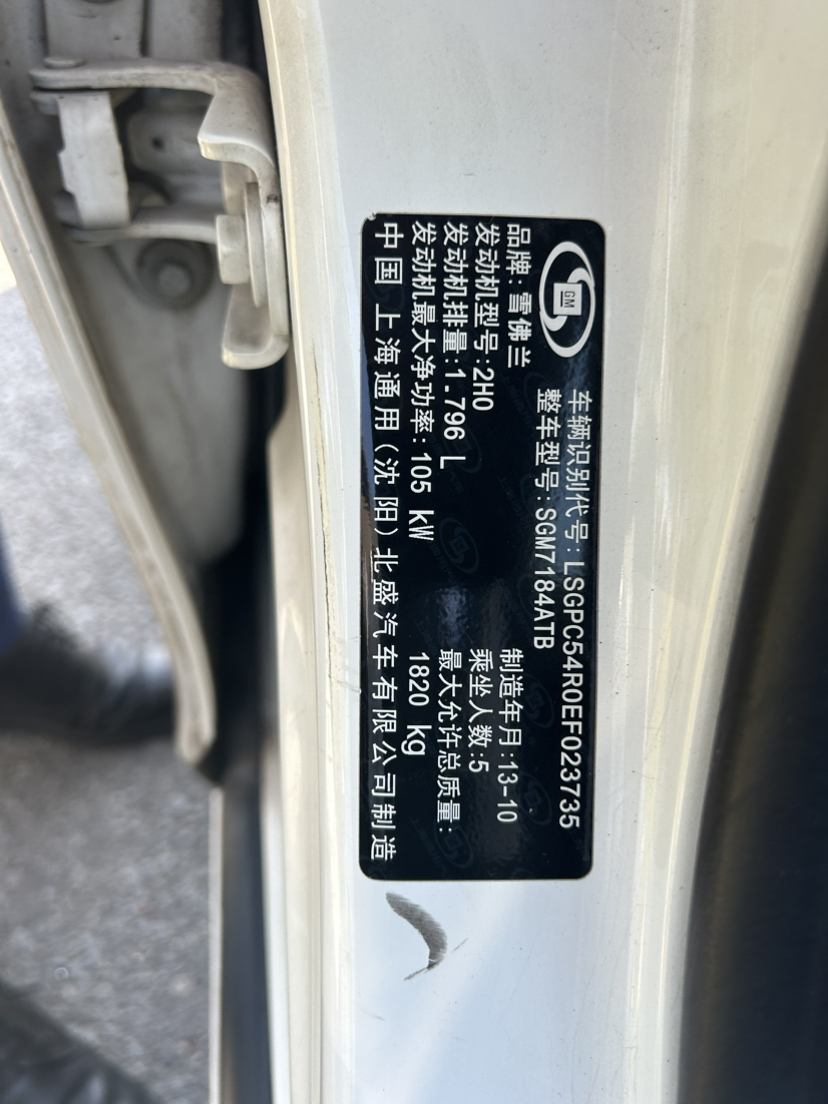 GM
车辆识别代号:LSGPC54R0EF023735
整车型号:SGM7184ATB
品牌:雪佛兰
制造年月:13-10
发动机型号:2H0
乘坐人数:5
发动机排量:1.796 L
最大允许总质量:
发动机最大净功率:105 kW
1820 kg
中国 上海通用(沈阳)北盛汽车有限公司制造